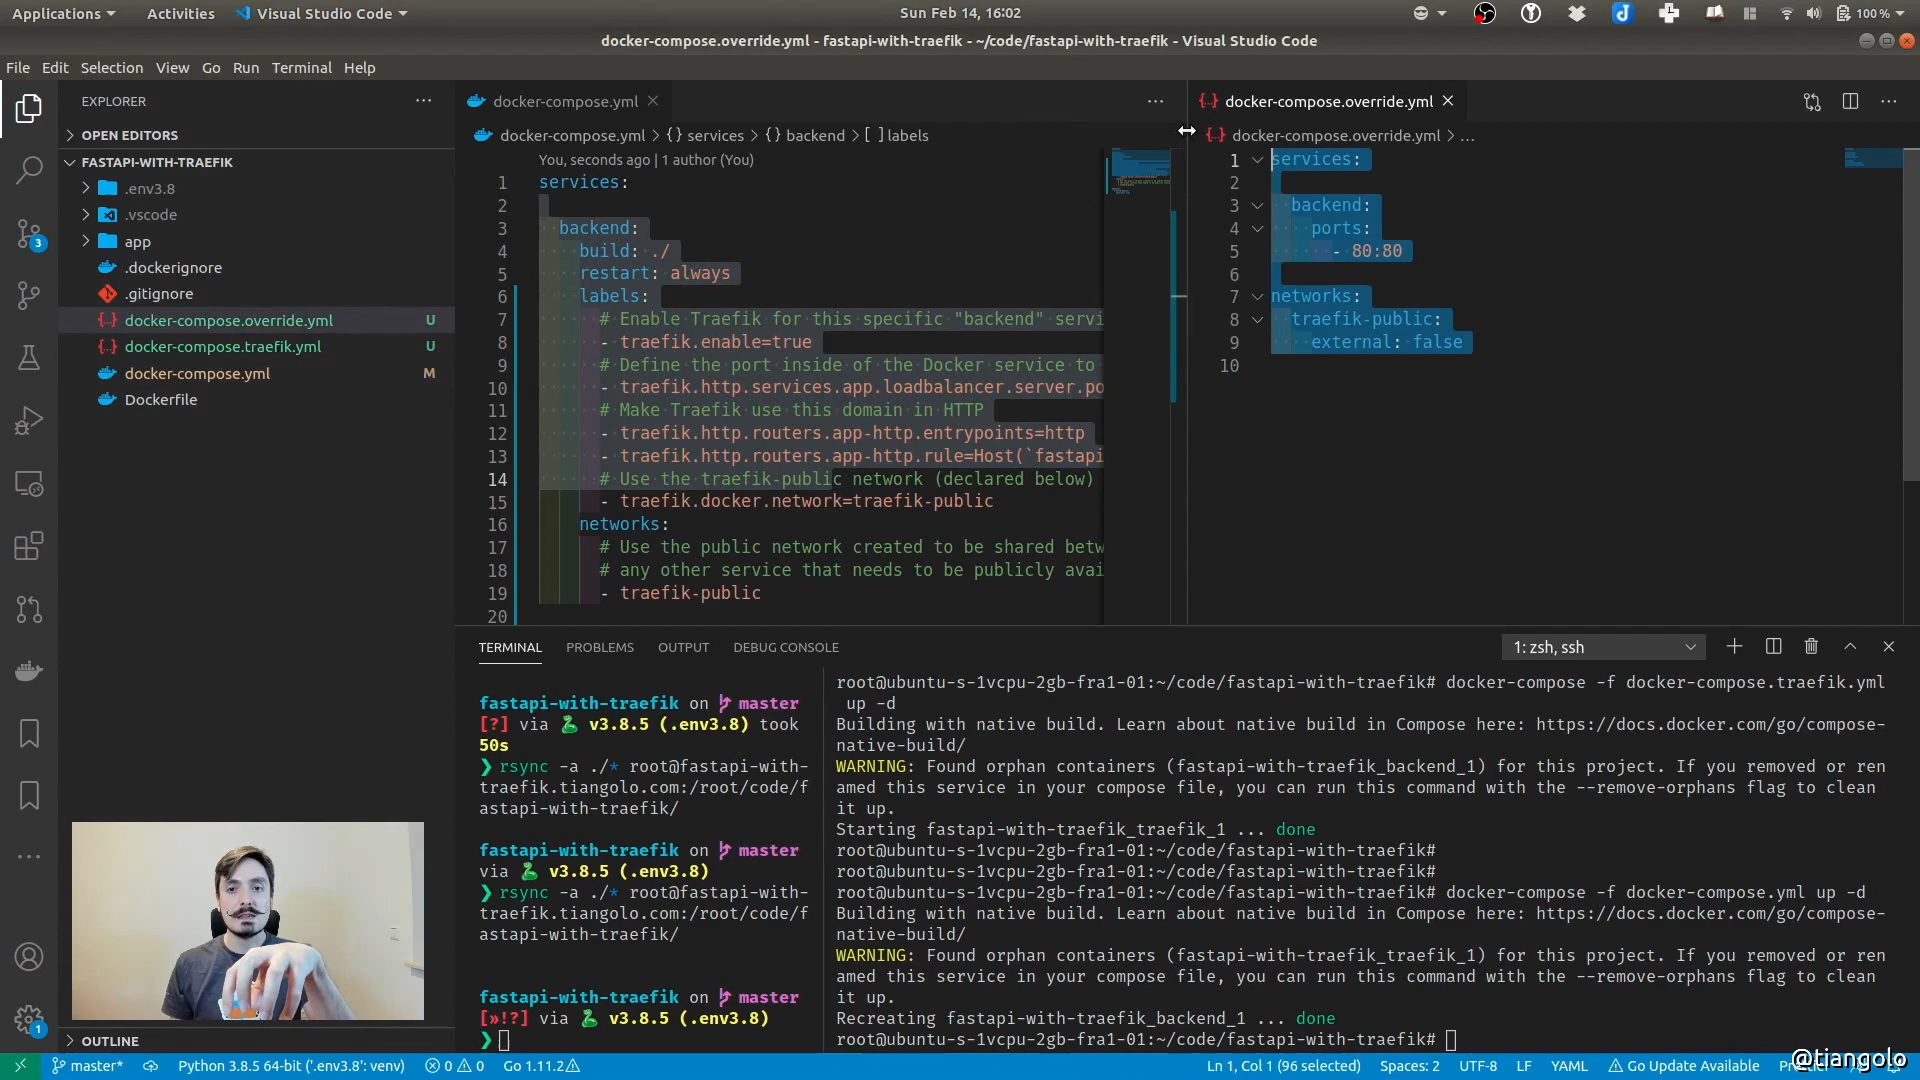 Applications Activities Visual Studio Code Sun Feb 14, 16:02 100 %
docker-compose.override.yml - fastapi-with-traefik - ~/code/fastapi-with-traefik - Visual Studio Code
File Edit Selection View Go Run Terminal Help
EXPLORER
OPEN EDITORS
FASTAPI-WITH-TRAEFIK
.env3.8
.vscode
app
.dockerignore
.gitignore
docker-compose.override.yml U
docker-compose.traefik.yml U
docker-compose.yml M
Dockerfile
OUTLINE
3
1
docker-compose.yml
docker-compose.yml > {} services > {} backend > [ ] labels
You, seconds ago | 1 author (You)
1 services:
2
3 backend:
4 build: ./
5 restart: always
6 labels:
7 # Enable Traefik for this specific "backend" servi
8 - traefik.enable=true
9 # Define the port inside of the Docker service to
10 - traefik.http.services.app.loadbalancer.server.po
11 # Make Traefik use this domain in HTTP
12 - traefik.http.routers.app-http.entrypoints=http
13 - traefik.http.routers.app-http.rule=Host(`fastapi
14 # Use the traefik-public network (declared below)
15 - traefik.docker.network=traefik-public
16 networks:
17 # Use the public network created to be shared betw
18 # any other service that needs to be publicly avai
19 - traefik-public
20
docker-compose.override.yml
docker-compose.override.yml > ...
1 services:
2
3 backend:
4 ports:
5 - 80:80
6
7 networks:
8 traefik-public:
9 external: false
10
TERMINAL PROBLEMS OUTPUT DEBUG CONSOLE 1: zsh, ssh
fastapi-with-traefik on master
[?] via v3.8.5 (.env3.8) took
50s
❯ rsync -a ./* root@fastapi-with-
traefik.tiangolo.com:/root/code/f
astapi-with-traefik/
fastapi-with-traefik on master
via v3.8.5 (.env3.8)
❯ rsync -a ./* root@fastapi-with-
traefik.tiangolo.com:/root/code/f
astapi-with-traefik/
fastapi-with-traefik on master
[»!?] via v3.8.5 (.env3.8)
❯
root@ubuntu-s-1vcpu-2gb-fra1-01:~/code/fastapi-with-traefik# docker-compose -f docker-compose.traefik.yml
up -d
Building with native build. Learn about native build in Compose here: https://docs.docker.com/go/compose-
native-build/
WARNING: Found orphan containers (fastapi-with-traefik_backend_1) for this project. If you removed or ren
amed this service in your compose file, you can run this command with the --remove-orphans flag to clean
it up.
Starting fastapi-with-traefik_traefik_1 ... done
root@ubuntu-s-1vcpu-2gb-fra1-01:~/code/fastapi-with-traefik#
root@ubuntu-s-1vcpu-2gb-fra1-01:~/code/fastapi-with-traefik#
root@ubuntu-s-1vcpu-2gb-fra1-01:~/code/fastapi-with-traefik# docker-compose -f docker-compose.yml up -d
Building with native build. Learn about native build in Compose here: https://docs.docker.com/go/compose-
native-build/
WARNING: Found orphan containers (fastapi-with-traefik_traefik_1) for this project. If you removed or ren
amed this service in your compose file, you can run this command with the --remove-orphans flag to clean
it up.
Recreating fastapi-with-traefik_backend_1 ... done
root@ubuntu-s-1vcpu-2gb-fra1-01:~/code/fastapi-with-traefik#
master* Python 3.8.5 64-bit ('.env3.8': venv) 0 0 Go 1.11.2 Ln 1, Col 1 (96 selected) Spaces: 2 UTF-8 LF YAML Go Update Available
@tiangolo